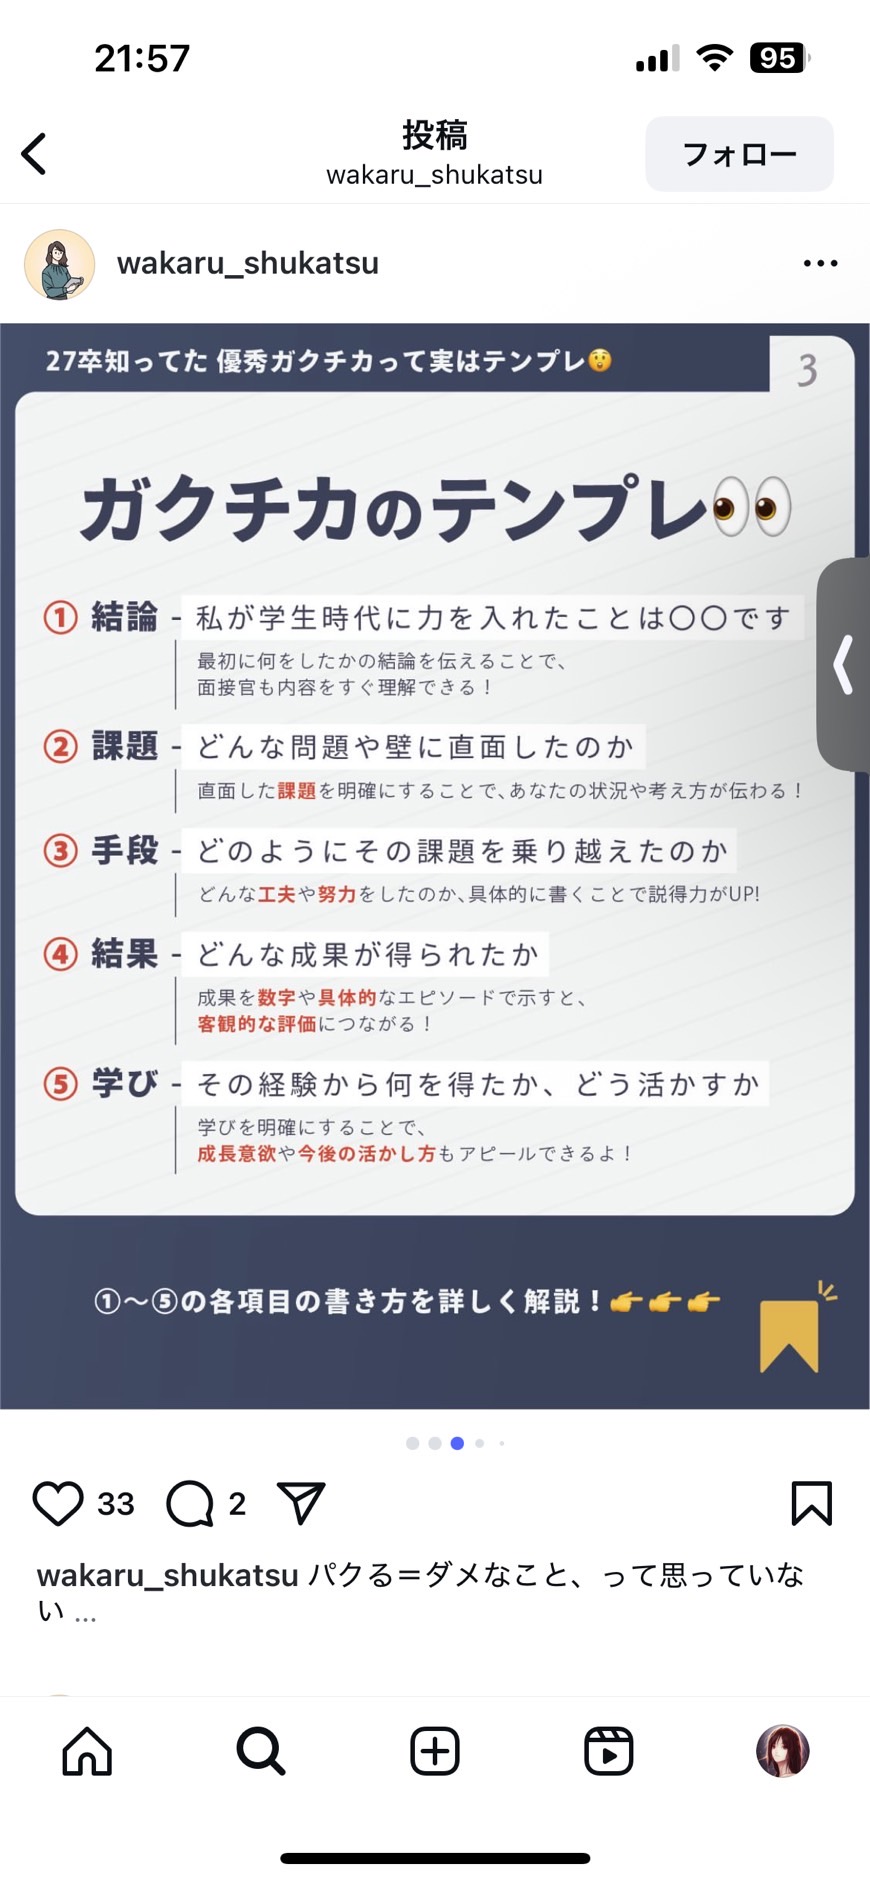 21:57
95
投稿
wakaru_shukatsu
フォロー
wakaru_shukatsu
27卒知ってた 優秀ガクチカって実はテンプレ😲
3
ガクチカのテンプレ👀
① 結論 - 私が学生時代に力を入れたことは〇〇です
最初に何をしたかの結論を伝えることで、
面接官も内容をすぐ理解できる！
② 課題 - どんな問題や壁に直面したのか
直面した課題を明確にすることで、あなたの状況や考え方が伝わる！
③ 手段 - どのようにその課題を乗り越えたのか
どんな工夫や努力をしたのか、具体的に書くことで説得力がUP!
④ 結果 - どんな成果が得られたか
成果を数字や具体的なエピソードで示すと、
客観的な評価につながる！
⑤ 学び - その経験から何を得たか、どう活かすか
学びを明確にすることで、
成長意欲や今後の活かし方もアピールできるよ！
①〜⑤の各項目の書き方を詳しく解説！👉👉👉
33
2
wakaru_shukatsu パクる＝ダメなこと、って思っていな
い ...